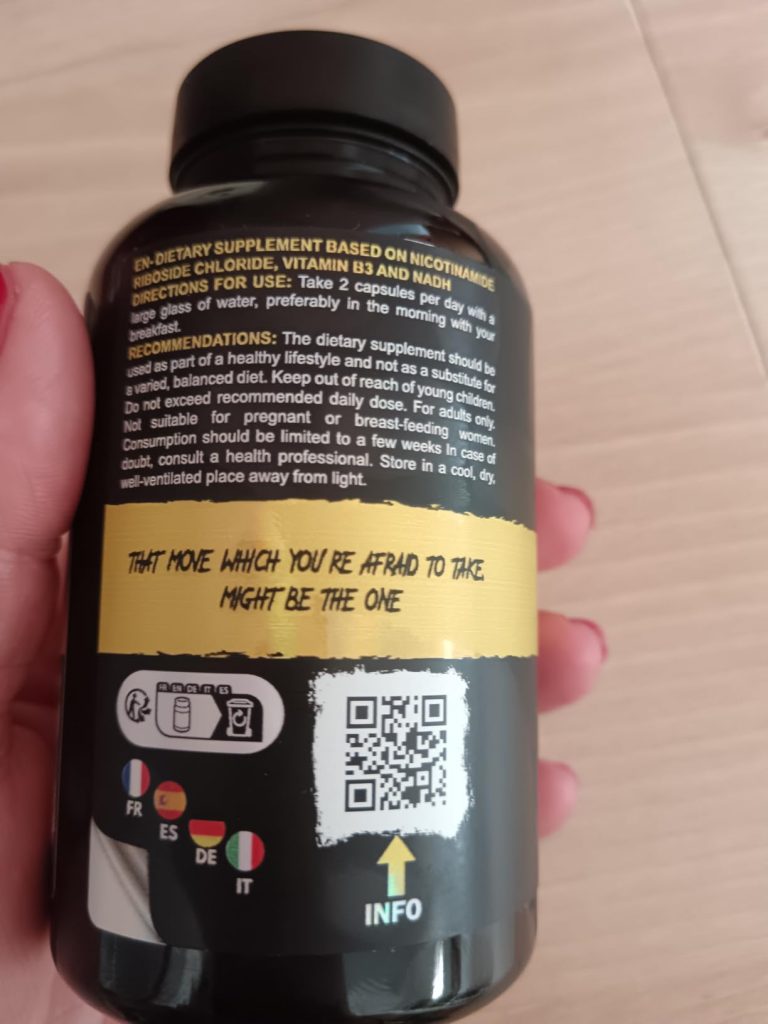 EN- DIETARY SUPPLEMENT BASED ON NICOTINAMIDE
RIBOSIDE CHLORIDE, VITAMIN B3 AND NADH
DIRECTIONS FOR USE: Take 2 capsules per day with a
large glass of water, preferably in the morning with your
breakfast.
RECOMMENDATIONS: The dietary supplement should be
used as part of a healthy lifestyle and not as a substitute for
a varied, balanced diet. Keep out of reach of young children.
Do not exceed recommended daily dose. For adults only.
Not suitable for pregnant or breast-feeding women.
Consumption should be limited to a few weeks In case of
doubt, consult a health professional. Store in a cool, dry,
well-ventilated place away from light.
THAT MOVE WHICH YOU'RE AFRAID TO TAKE,
MIGHT BE THE ONE
FR EN DE IT ES
FR
ES
DE
IT
INFO